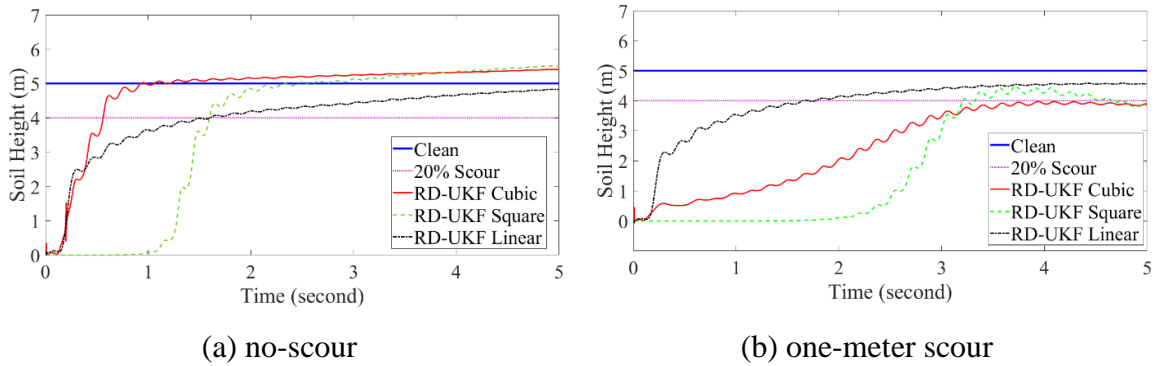 7
6
5
4
3
2
1
0
Soil Height (m)
0 1 2 3 4 5
Time (second)
Clean
20% Scour
RD-UKF Cubic
RD-UKF Square
RD-UKF Linear
(a) no-scour
7
6
5
4
3
2
1
0
Soil Height (m)
0 1 2 3 4 5
Time (second)
Clean
20% Scour
RD-UKF Cubic
RD-UKF Square
RD-UKF Linear
(b) one-meter scour